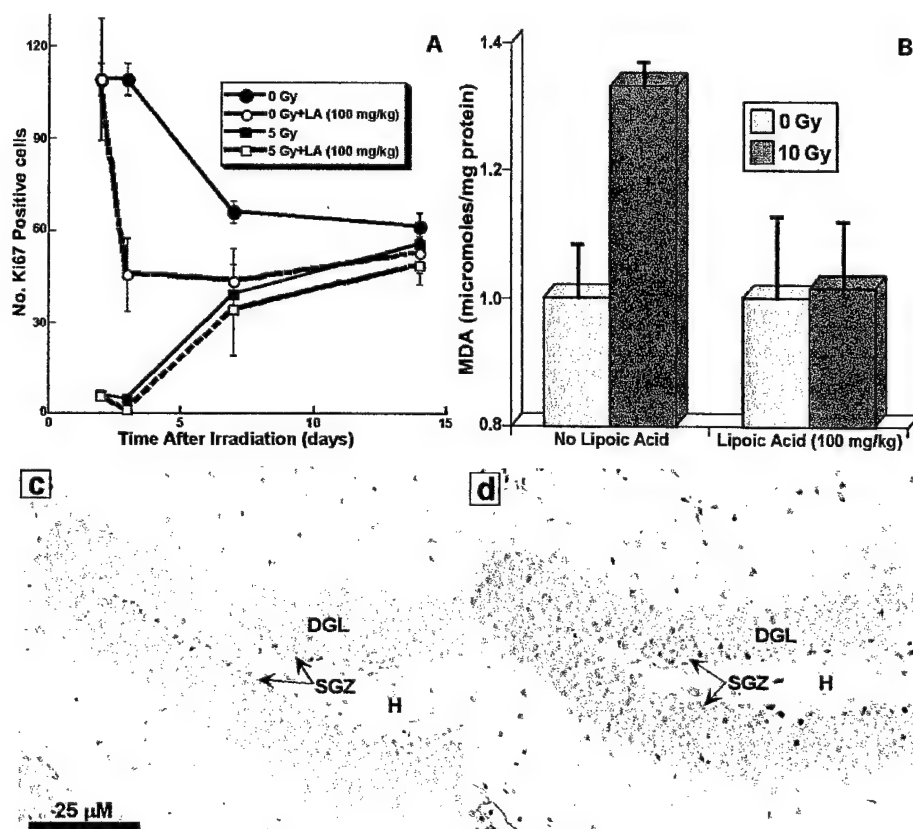 A
No. Ki67 Positive cells
120
90
60
30
0
0 Gy
0 Gy+LA (100 mg/kg)
5 Gy
5 Gy+LA (100 mg/kg)
0
5
10
15
Time After Irradiation (days)
B
MDA (micromoles/mg protein)
1.4
1.2
1.0
0.8
0 Gy
10 Gy
No Lipoic Acid
Lipoic Acid (100 mg/kg)
c
DGL
SGZ
H
25 µM
d
DGL
SGZ
H